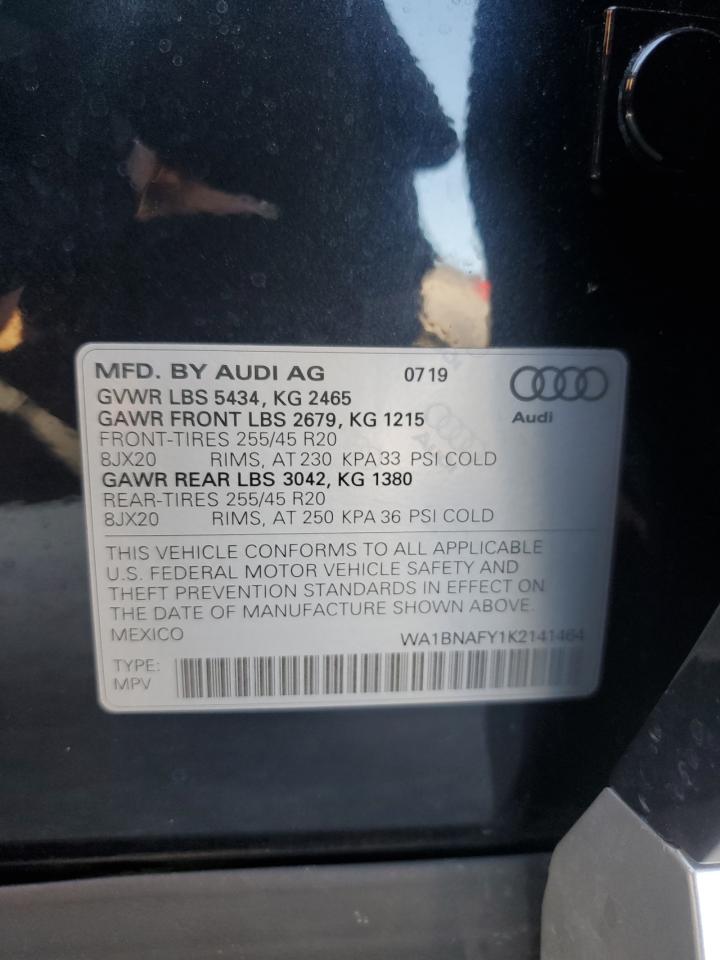 MFD. BY AUDI AG 0719
Audi
GVWR LBS 5434, KG 2465
GAWR FRONT LBS 2679, KG 1215
FRONT-TIRES 255/45 R20
8JX20 RIMS, AT 230 KPA 33 PSI COLD
GAWR REAR LBS 3042, KG 1380
REAR-TIRES 255/45 R20
8JX20 RIMS, AT 250 KPA 36 PSI COLD
THIS VEHICLE CONFORMS TO ALL APPLICABLE
U.S. FEDERAL MOTOR VEHICLE SAFETY AND
THEFT PREVENTION STANDARDS IN EFFECT ON
THE DATE OF MANUFACTURE SHOWN ABOVE.
MEXICO WA1BNAFY1K2141464
TYPE:
MPV